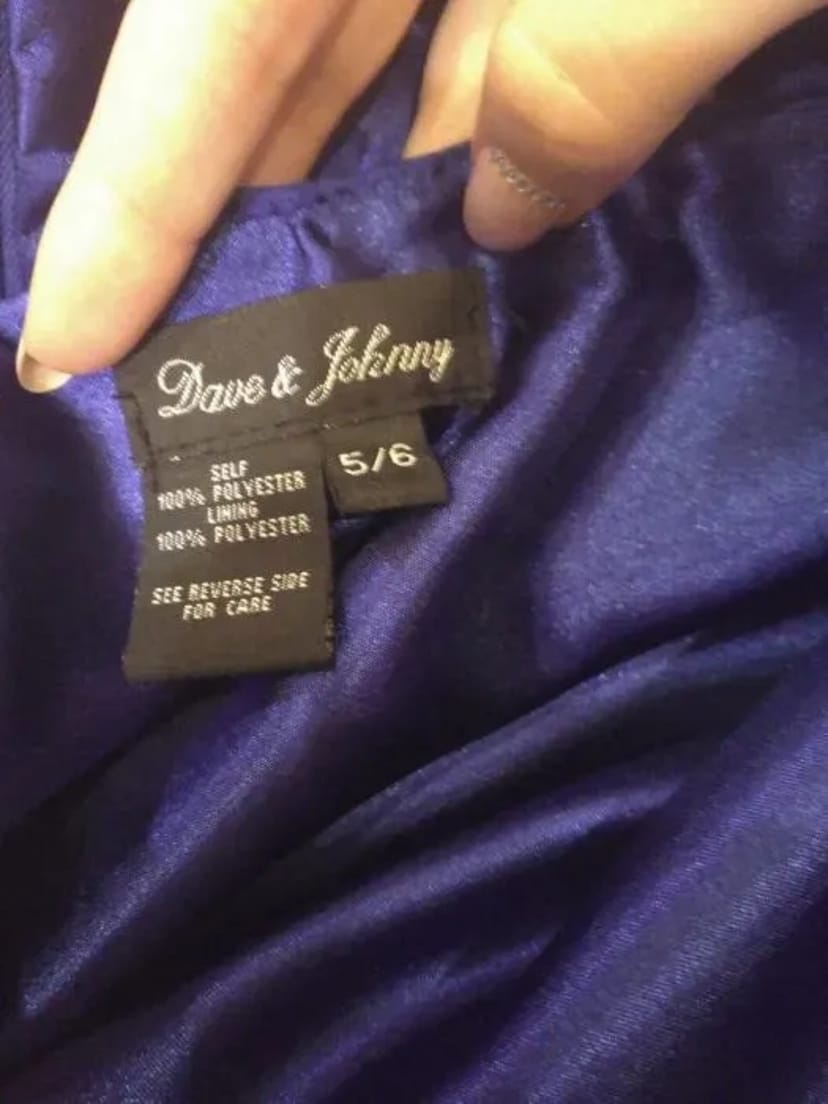 Dave & Johnny
5/6
SELF
100% POLYESTER
LINING
100% POLYESTER
SEE REVERSE SIDE
FOR CARE